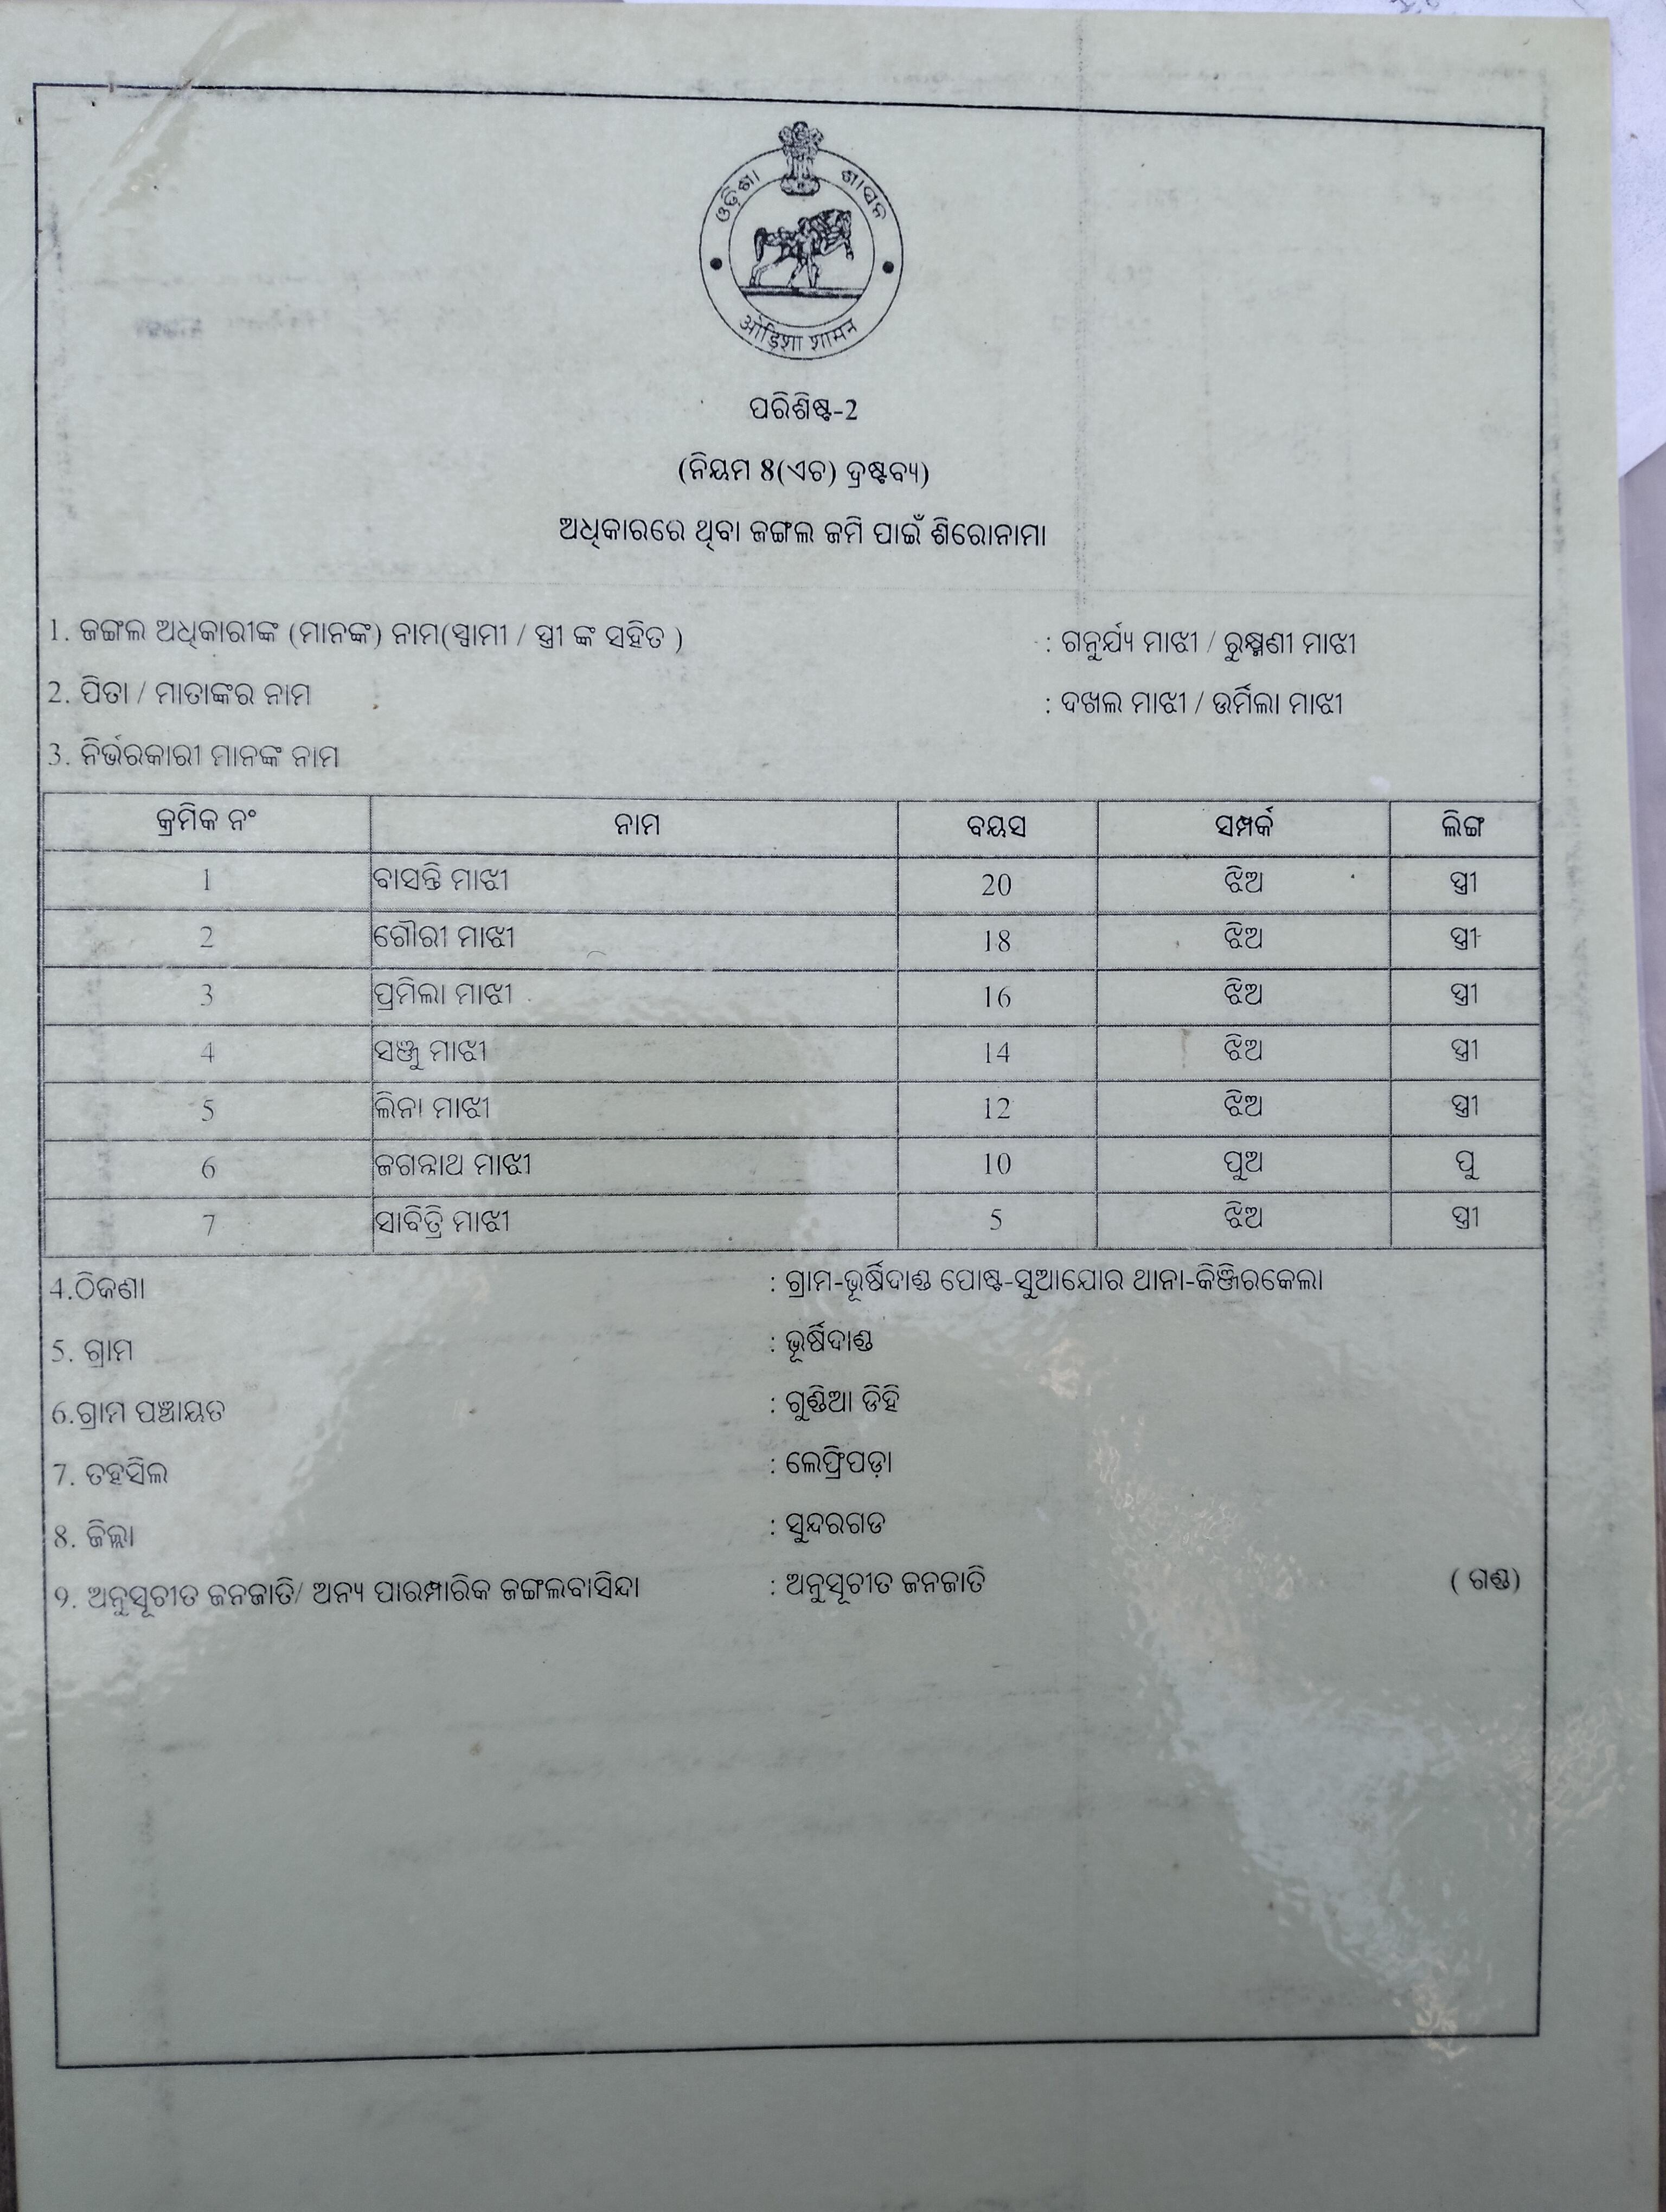 ଓଡ଼ିଶା ଶାସନ
ओड़िशा शासन
ପରିଶିଷ୍ଟ-2
(ନିୟମ 8(ଏଚ) ଦ୍ରଷ୍ଟବ୍ୟ)
ଅଧିକାରରେ ଥିବା ଜଙ୍ଗଲ ଜମି ପାଇଁ ଶିରୋନାମା
1. ଜଙ୍ଗଲ ଅଧିକାରୀଙ୍କ (ମାନଙ୍କ) ନାମ(ସ୍ୱାମୀ / ସ୍ତ୍ରୀ ଙ୍କ ସହିତ ) : ଗନୁର୍ଯ୍ୟ ମାଝୀ / ରୁକ୍ଷ୍ମଣୀ ମାଝୀ
2. ପିତା / ମାତାଙ୍କର ନାମ : ଦଖଲ ମାଝୀ / ଉର୍ମିଲା ମାଝୀ
3. ନିର୍ଭରକାରୀ ମାନଙ୍କ ନାମ
କ୍ରମିକ ନଂ ନାମ ବୟସ ସମ୍ପର୍କ ଲିଙ୍ଗ
1 ବାସନ୍ତି ମାଝୀ 20 ଝିଅ ସ୍ତ୍ରୀ
2 ଗୌରୀ ମାଝୀ 18 ଝିଅ ସ୍ତ୍ରୀ
3 ପ୍ରମିଲା ମାଝୀ 16 ଝିଅ ସ୍ତ୍ରୀ
4 ସଞ୍ଜୁ ମାଝୀ 14 ଝିଅ ସ୍ତ୍ରୀ
5 ଲିନା ମାଝୀ 12 ଝିଅ ସ୍ତ୍ରୀ
6 ଜଗନ୍ନାଥ ମାଝୀ 10 ପୁଅ ପୁ
7 ସାବିତ୍ରି ମାଝୀ 5 ଝିଅ ସ୍ତ୍ରୀ
4.ଠିକଣା : ଗ୍ରାମ-ଭୂର୍ଷିଦାଣ୍ଡ ପୋଷ୍ଟ-ସୁଆଯୋର ଥାନା-କିଞ୍ଜିରକେଲା
5. ଗ୍ରାମ : ଭୂର୍ଷିଦାଣ୍ଡ
6.ଗ୍ରାମ ପଞ୍ଚାୟତ : ଗୁଣ୍ଡିଆ ଡିହି
7. ତହସିଲ : ଲେଫ୍ରିପଡ଼ା
8. ଜିଲ୍ଲା : ସୁନ୍ଦରଗଡ
9. ଅନୁସୂଚୀତ ଜନଜାତି/ ଅନ୍ୟ ପାରମ୍ପାରିକ ଜଙ୍ଗଲବାସିନ୍ଦା : ଅନୁସୂଚୀତ ଜନଜାତି ( ଗଣ୍ଡ)